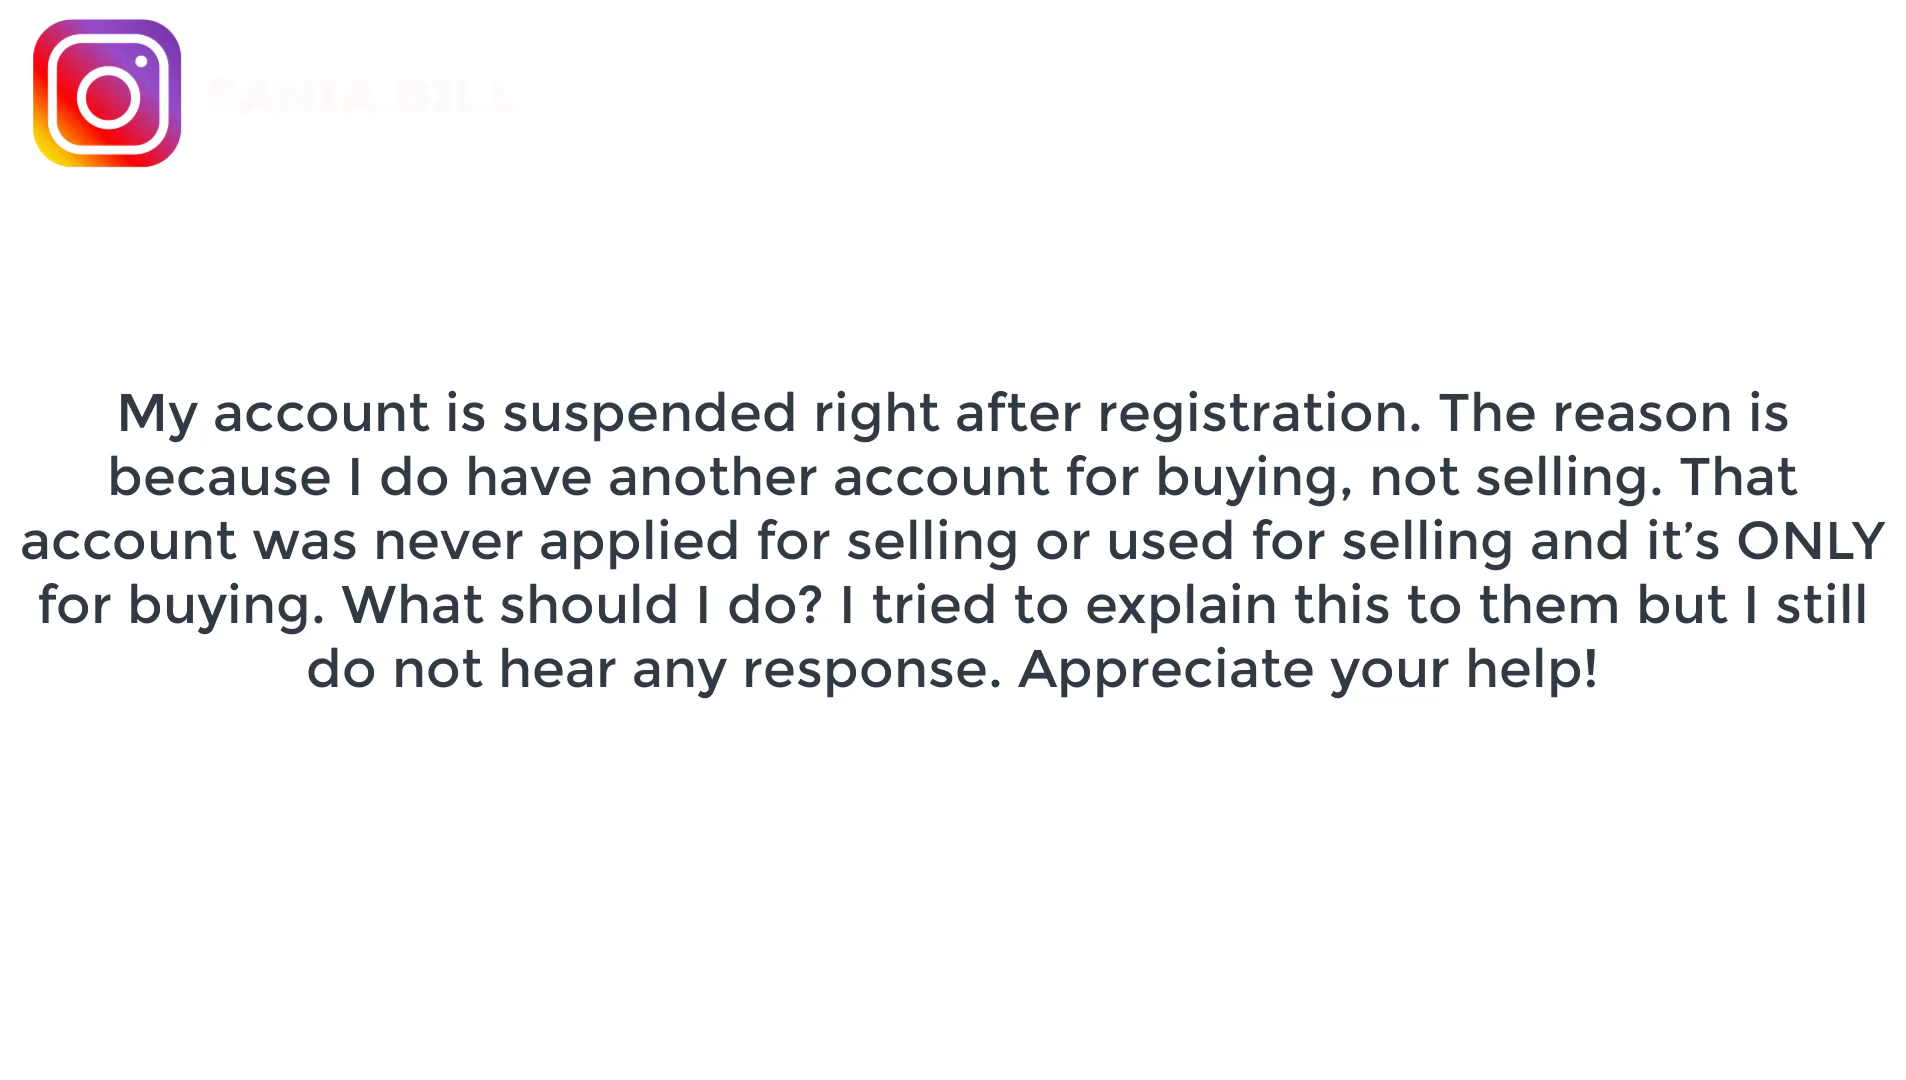 SANIA.BILL
My account is suspended right after registration. The reason is
because I do have another account for buying, not selling. That
account was never applied for selling or used for selling and it’s ONLY
for buying. What should I do? I tried to explain this to them but I still
do not hear any response. Appreciate your help!